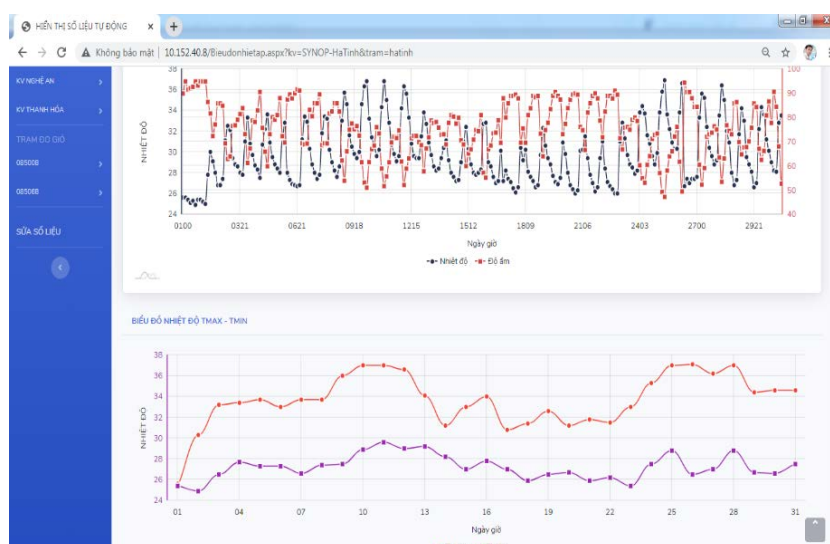 HIỂN THỊ SỐ LIỆU TỰ ĐỘNG
Không bảo mật | 10.152.40.8/Bieudonhietap.aspx?kv=SYNOP-HaTinh&tram=hatinh
KV NGHỆ AN
KV THANH HÓA
TRẠM ĐO GIÓ
SỬA SỐ LIỆU
NHIỆT ĐỘ
38
36
34
32
30
28
26
24
100
90
80
70
60
50
40
0100 0321 0621 0918 1215 1512 1809 2106 2403 2700 2921
Ngày giờ
Nhiệt độ Độ ẩm
BIỂU ĐỒ NHIỆT ĐỘ TMAX - TMIN
NHIỆT ĐỘ
38
36
34
32
30
28
26
24
01 04 07 10 13 16 19 22 25 28 31
Ngày giờ